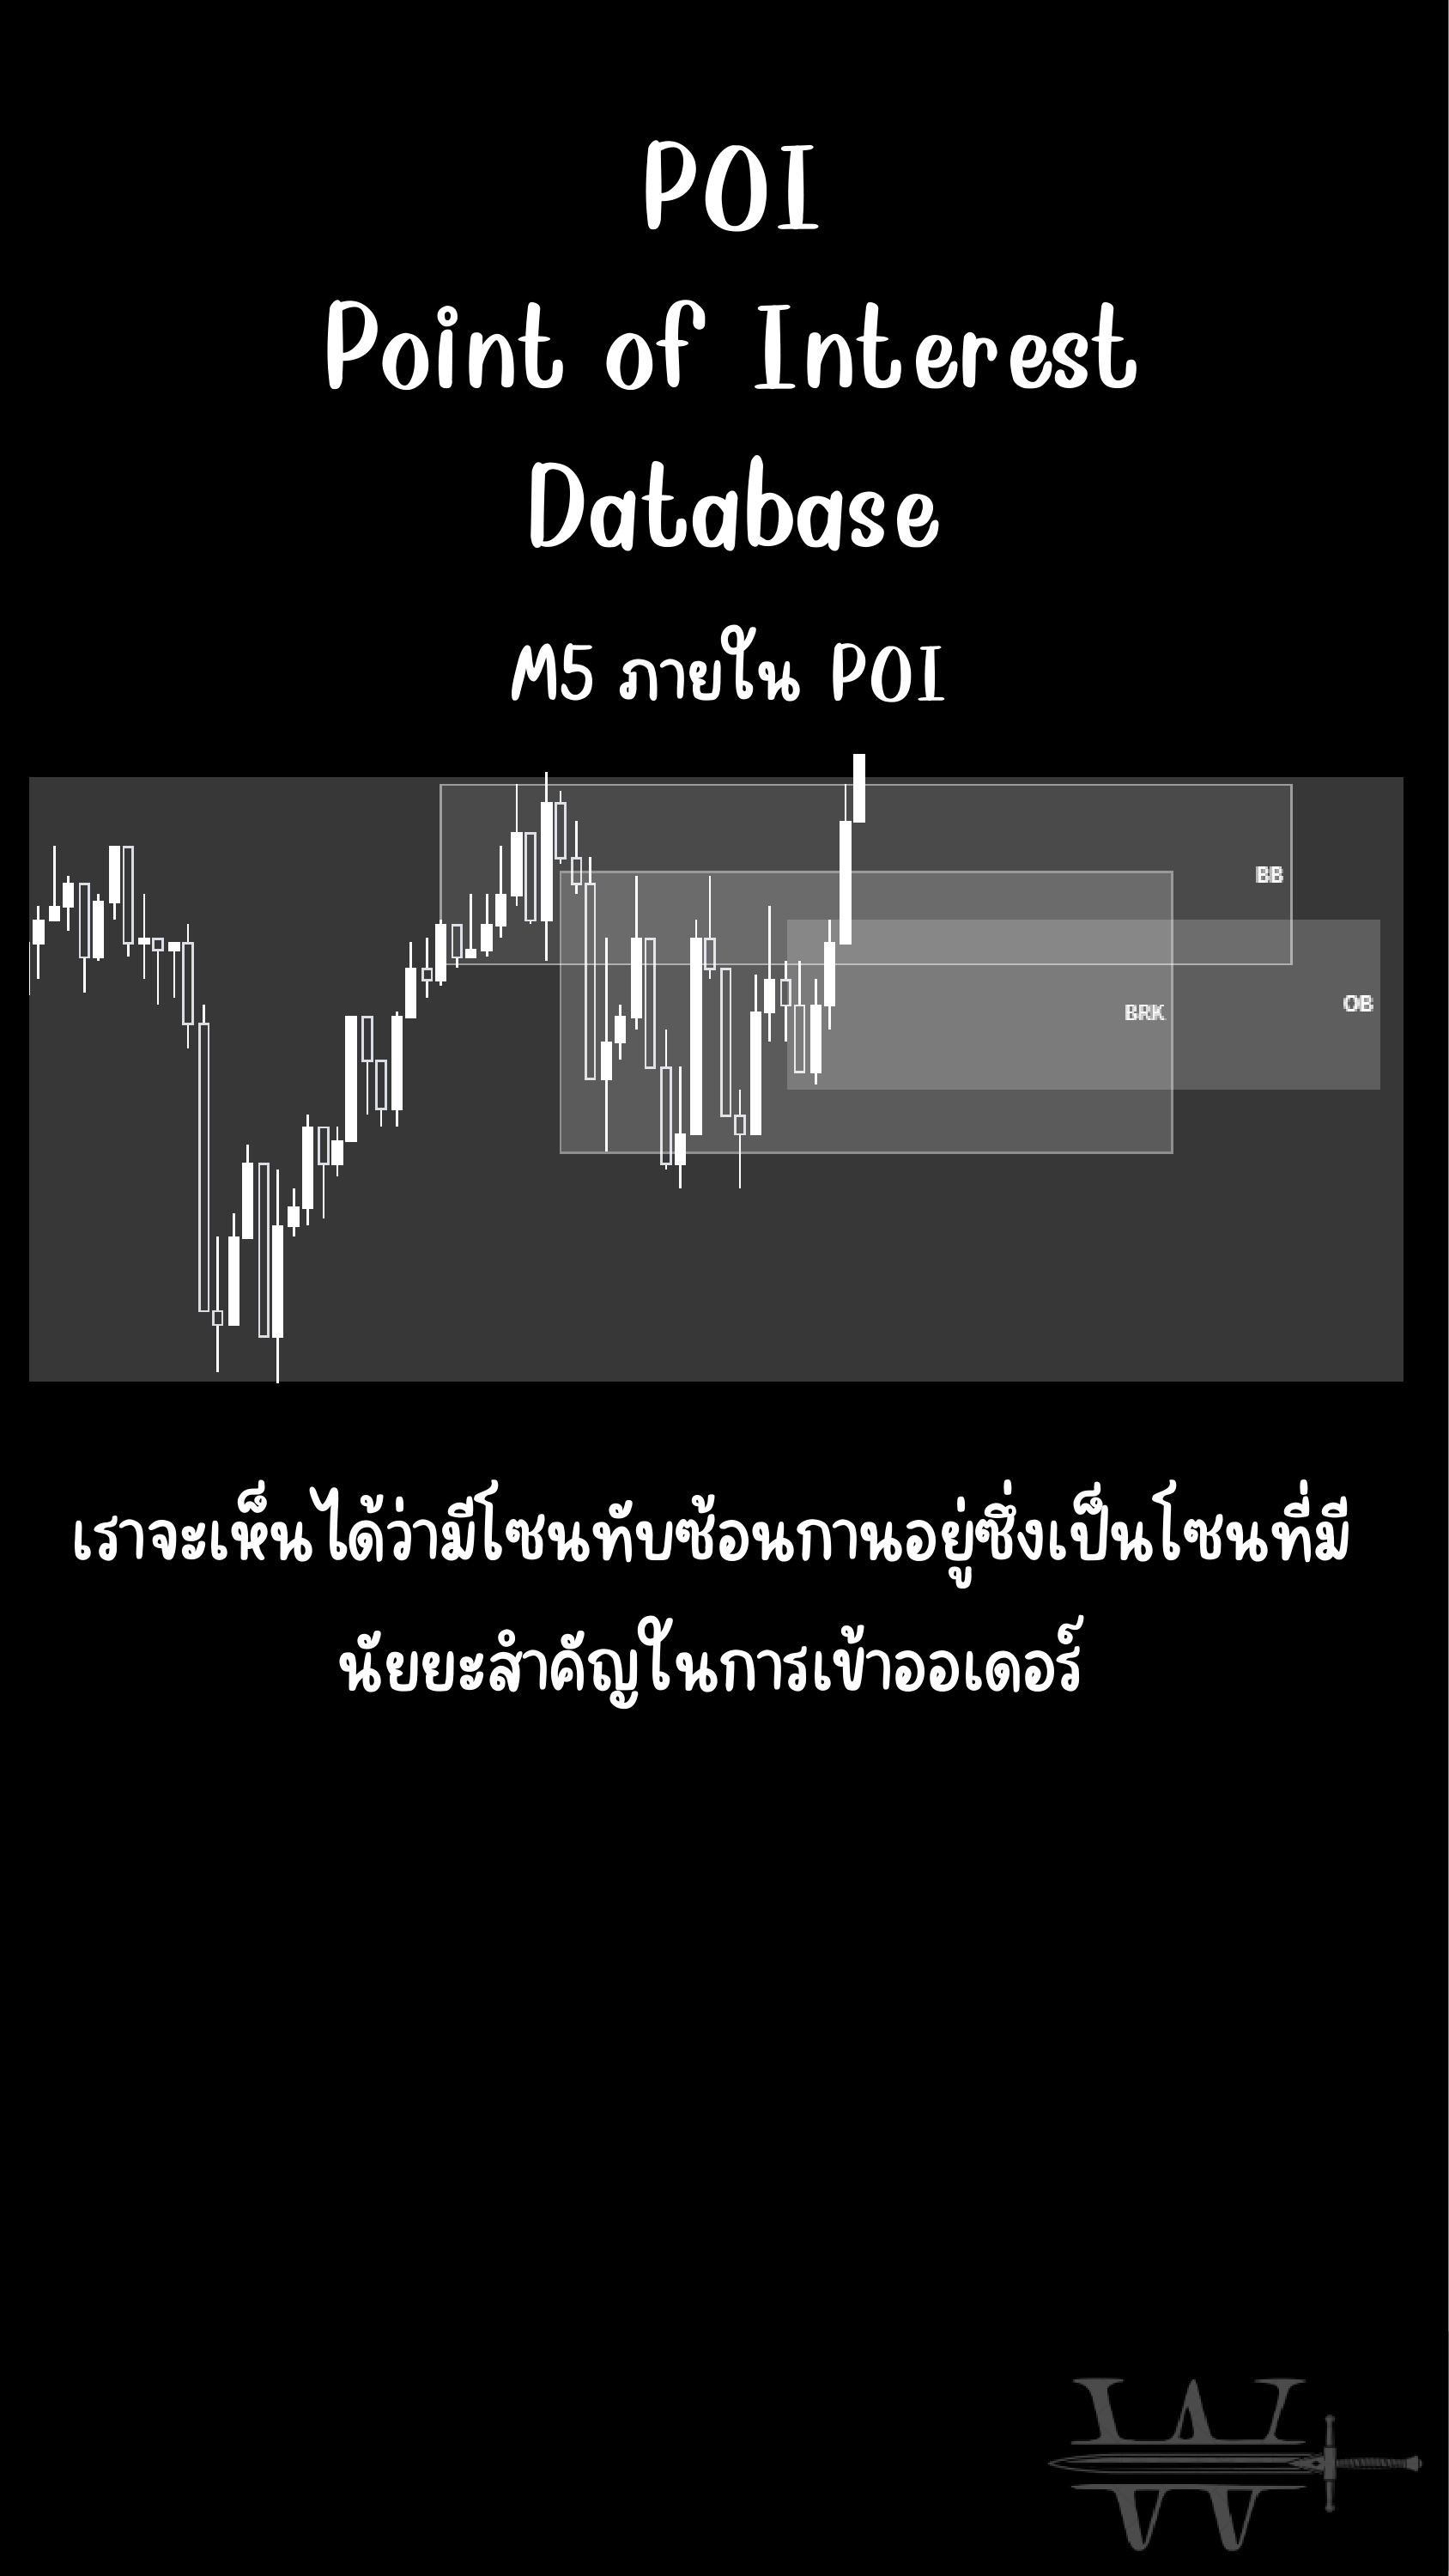 POI
Point of Interest
Database
M5 ภายใน POI
BB
OB
BRK
เราจะเห็นได้ว่ามีโซนทับซ้อนกานอยู่ซึ่งเป็นโซนที่มี
นัยยะสำคัญในการเข้าออเดอร์
W